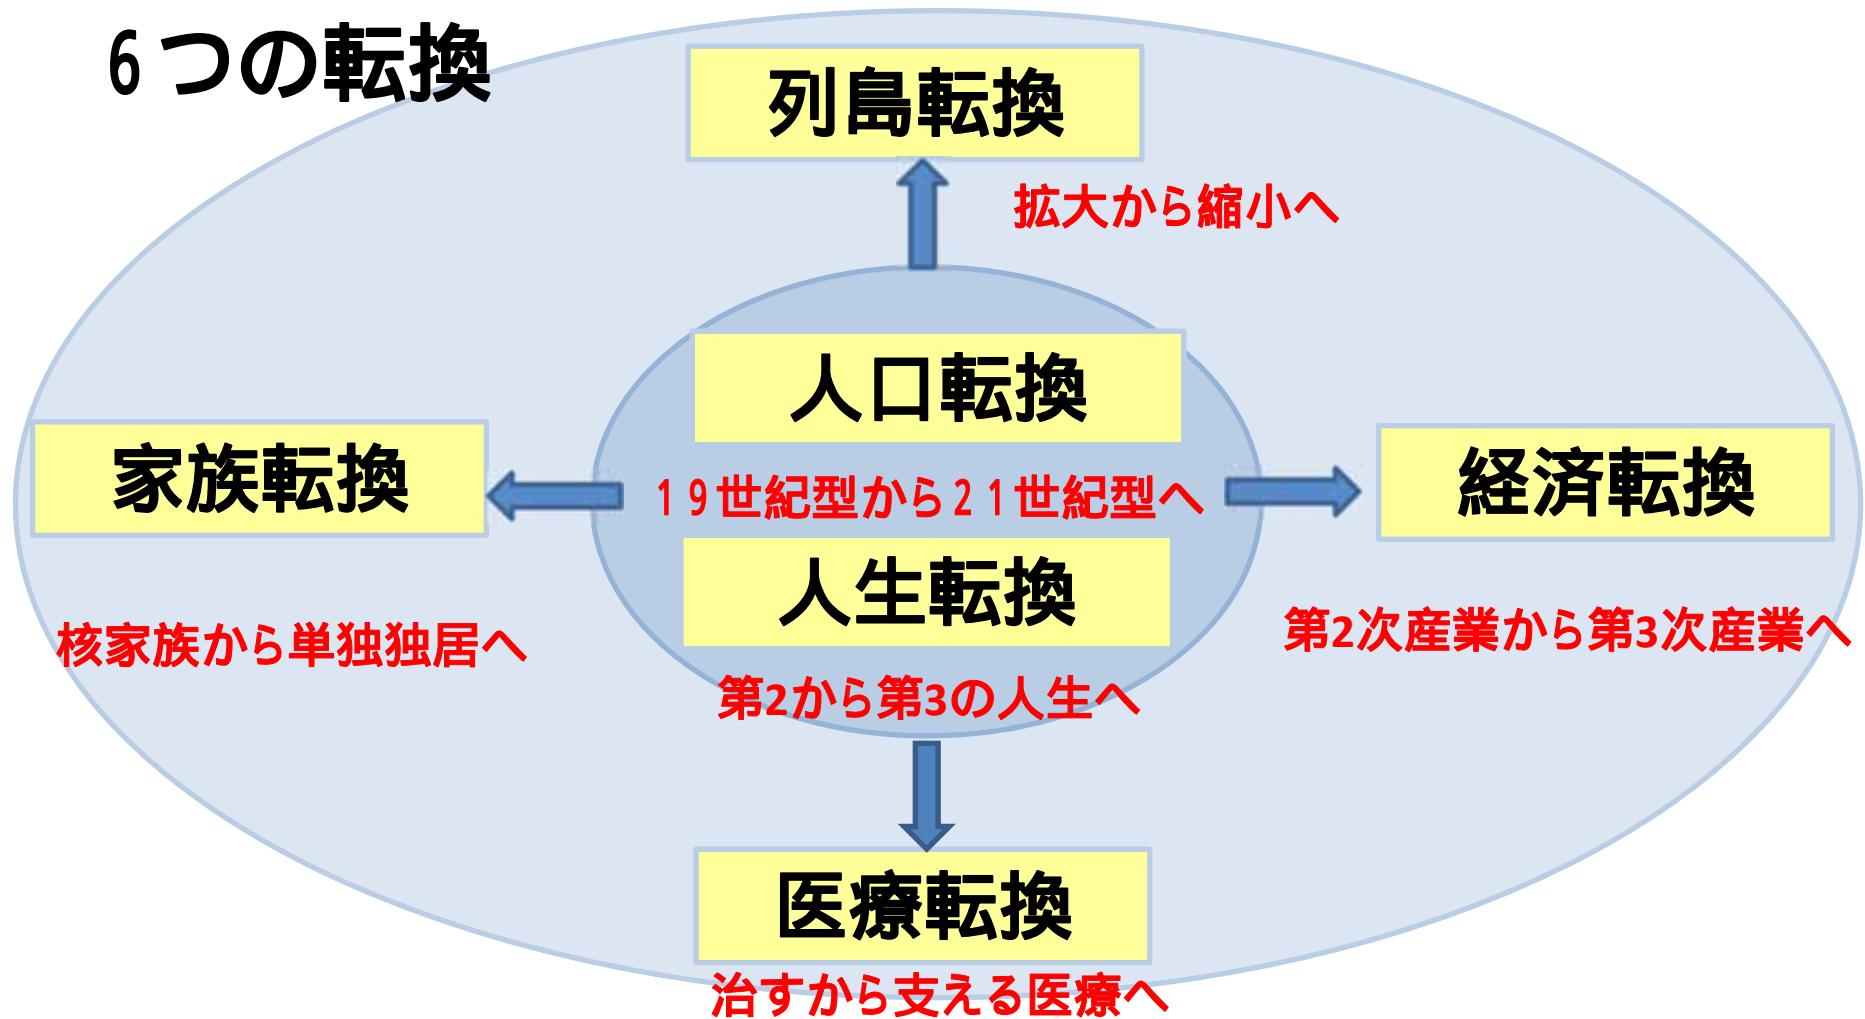 ６つの転換
列島転換
拡大から縮小へ
人口転換
１９世紀型から２１世紀型へ
人生転換
第2から第3の人生へ
家族転換
核家族から単独独居へ
経済転換
第2次産業から第3次産業へ
医療転換
治すから支える医療へ